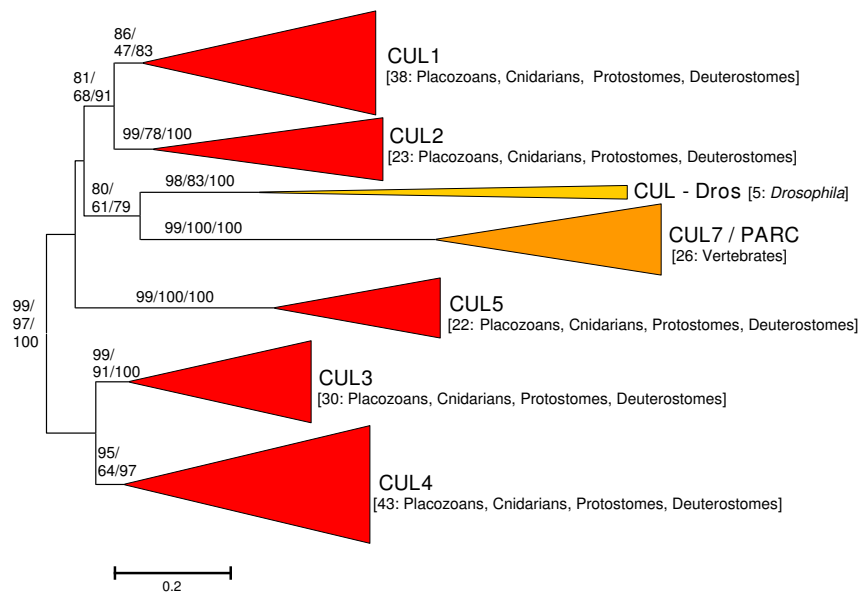 86/
47/83
CUL1
[38: Placozoans, Cnidarians, Protostomes, Deuterostomes]
81/
68/91
99/78/100
CUL2
[23: Placozoans, Cnidarians, Protostomes, Deuterostomes]
80/
61/79
98/83/100
CUL - Dros [5: Drosophila]
99/100/100
CUL7 / PARC
[26: Vertebrates]
99/
97/
100
99/100/100
CUL5
[22: Placozoans, Cnidarians, Protostomes, Deuterostomes]
99/
91/100
CUL3
[30: Placozoans, Cnidarians, Protostomes, Deuterostomes]
95/
64/97
CUL4
[43: Placozoans, Cnidarians, Protostomes, Deuterostomes]
0.2